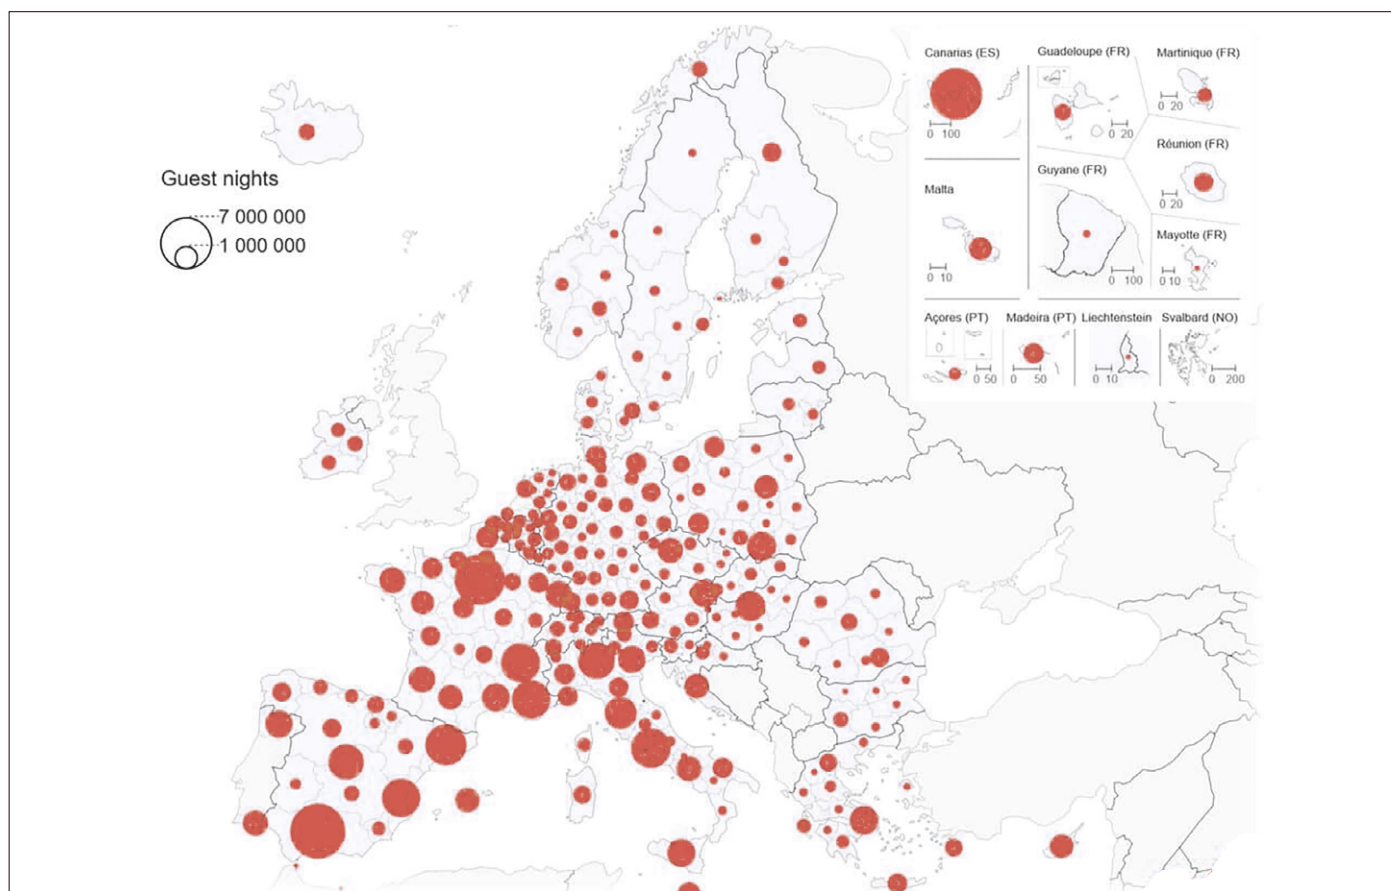 Guest nights
7 000 000
1 000 000
Canarias (ES)
0 100
Guadeloupe (FR)
0 20
Martinique (FR)
0 20
Réunion (FR)
0 20
Malta
0 10
Guyane (FR)
0 100
Mayotte (FR)
0 10
Açores (PT)
0 50
Madeira (PT)
0 50
Liechtenstein
0 10
Svalbard (NO)
0 200